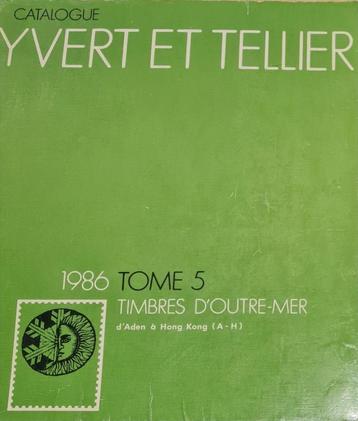 CATALOGUE
YVERT ET TELLIER
1986 TOME 5
TIMBRES D'OUTRE-MER
d'Aden à Hong Kong (A-H)